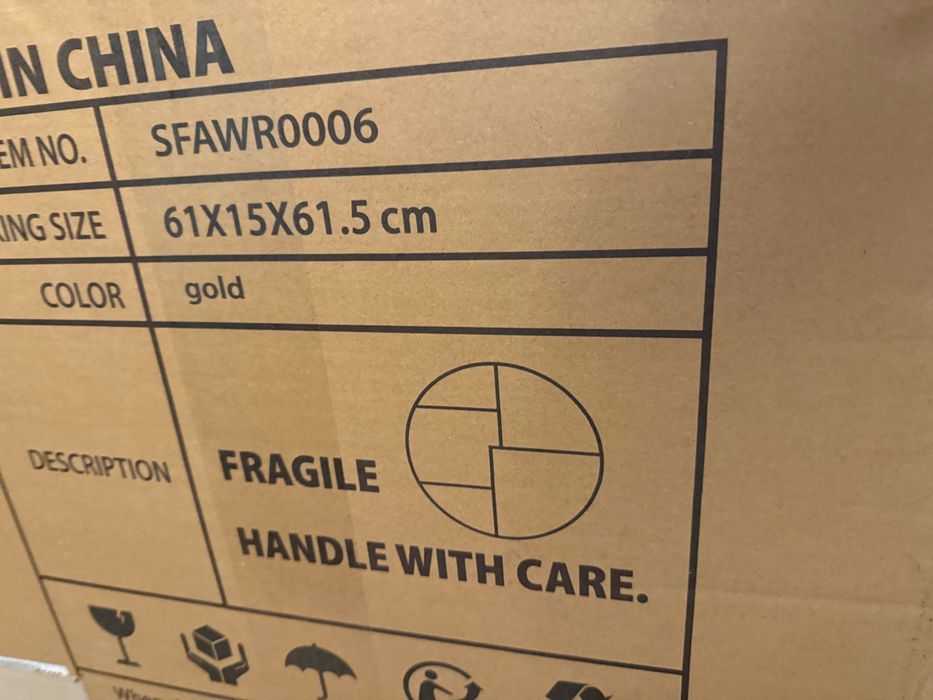 IN CHINA
EM NO. SFAWR0006
ING SIZE 61X15X61.5 cm
COLOR gold
DESCRIPTION FRAGILE
HANDLE WITH CARE.